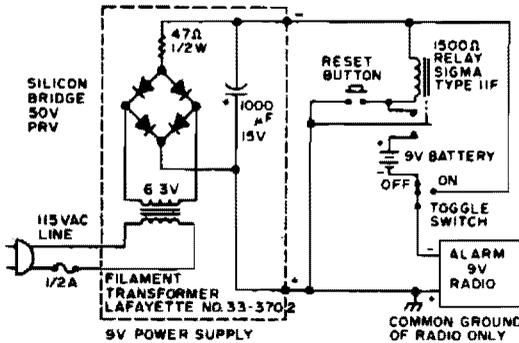 47Ω
1/2W
SILICON
BRIDGE
50V
PRV
+
1000
µF
15V
6.3V
115VAC
LINE
1/2A
FILAMENT
TRANSFORMER
LAFAYETTE NO. 33-3702
9V POWER SUPPLY
–
RESET
BUTTON
1500Ω
RELAY
SIGMA
TYPE 11F
+
9V BATTERY
–
OFF
ON
TOGGLE
SWITCH
–
ALARM
9V
RADIO
+
+
COMMON GROUND
OF RADIO ONLY